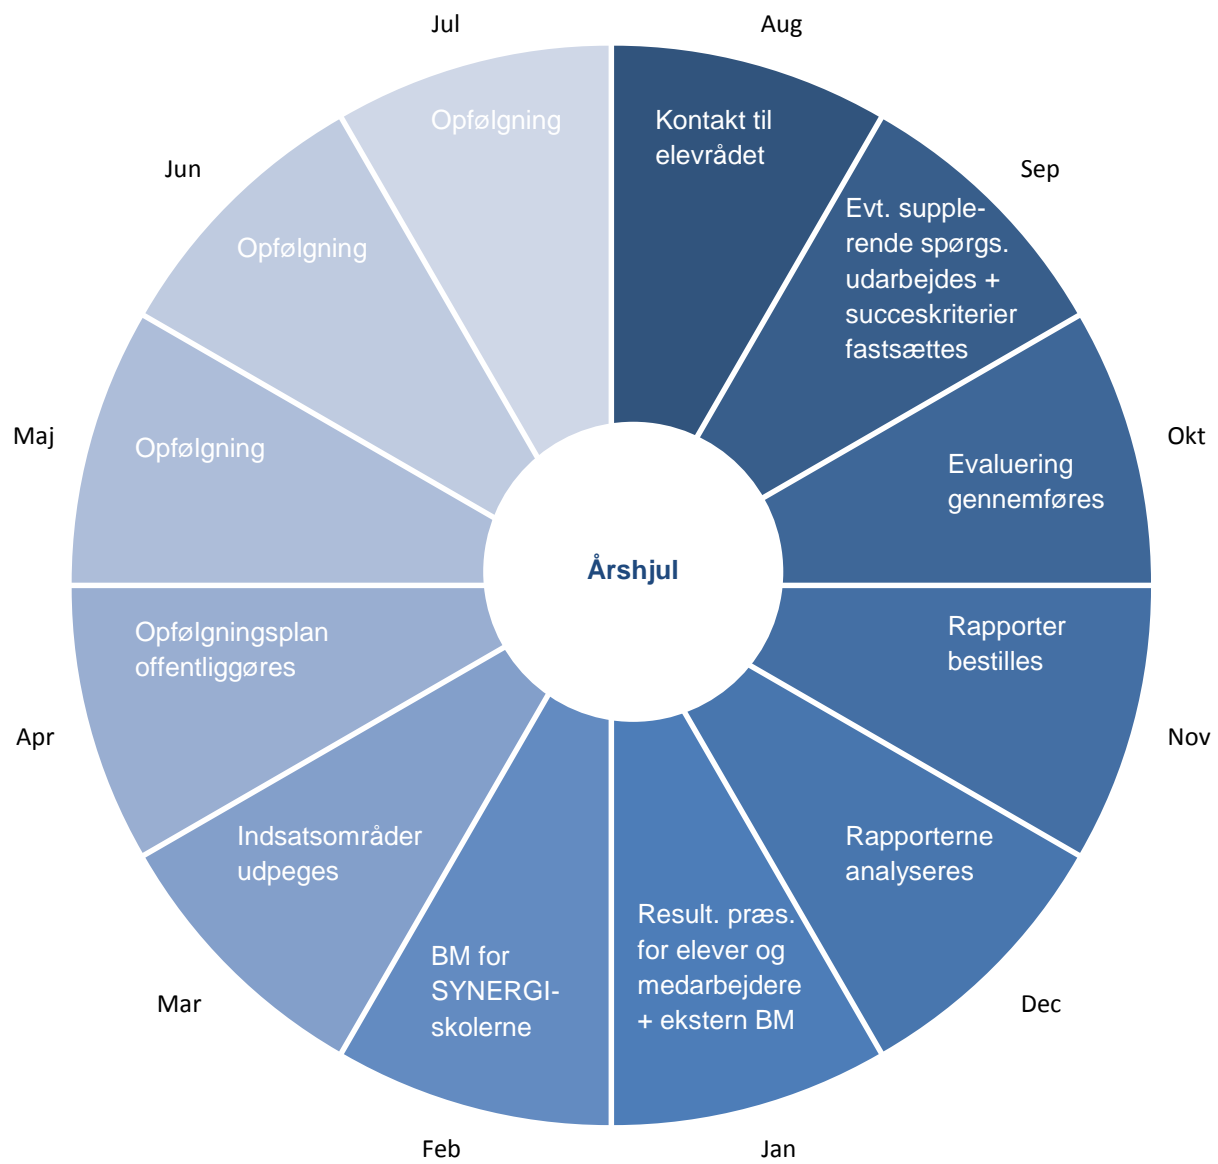 Jul
Aug
Opfølgning
Kontakt til
elevrådet
Jun
Sep
Opfølgning
Evt. supple-
rende spørgs.
udarbejdes +
succeskriterier
fastsættes
Maj
Okt
Opfølgning
Evaluering
gennemføres
Årshjul
Opfølgningsplan
offentliggøres
Rapporter
bestilles
Apr
Nov
Indsatsområder
udpeges
Rapporterne
analyseres
Result. præs.
for elever og
medarbejdere
+ ekstern BM
BM for
SYNERGI-
skolerne
Mar
Dec
Feb
Jan